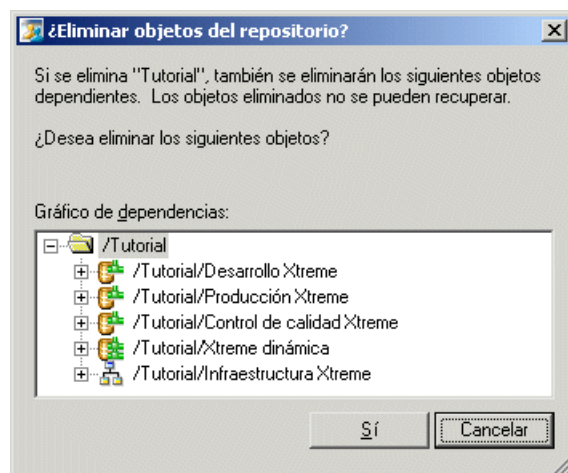 ¿Eliminar objetos del repositorio?
Si se elimina "Tutorial", también se eliminarán los siguientes objetos
dependientes. Los objetos eliminados no se pueden recuperar.
¿Desea eliminar los siguientes objetos?
Gráfico de dependencias:
/Tutorial
/Tutorial/Desarrollo Xtreme
/Tutorial/Producción Xtreme
/Tutorial/Control de calidad Xtreme
/Tutorial/Xtreme dinámica
/Tutorial/Infraestructura Xtreme
Sí Cancelar